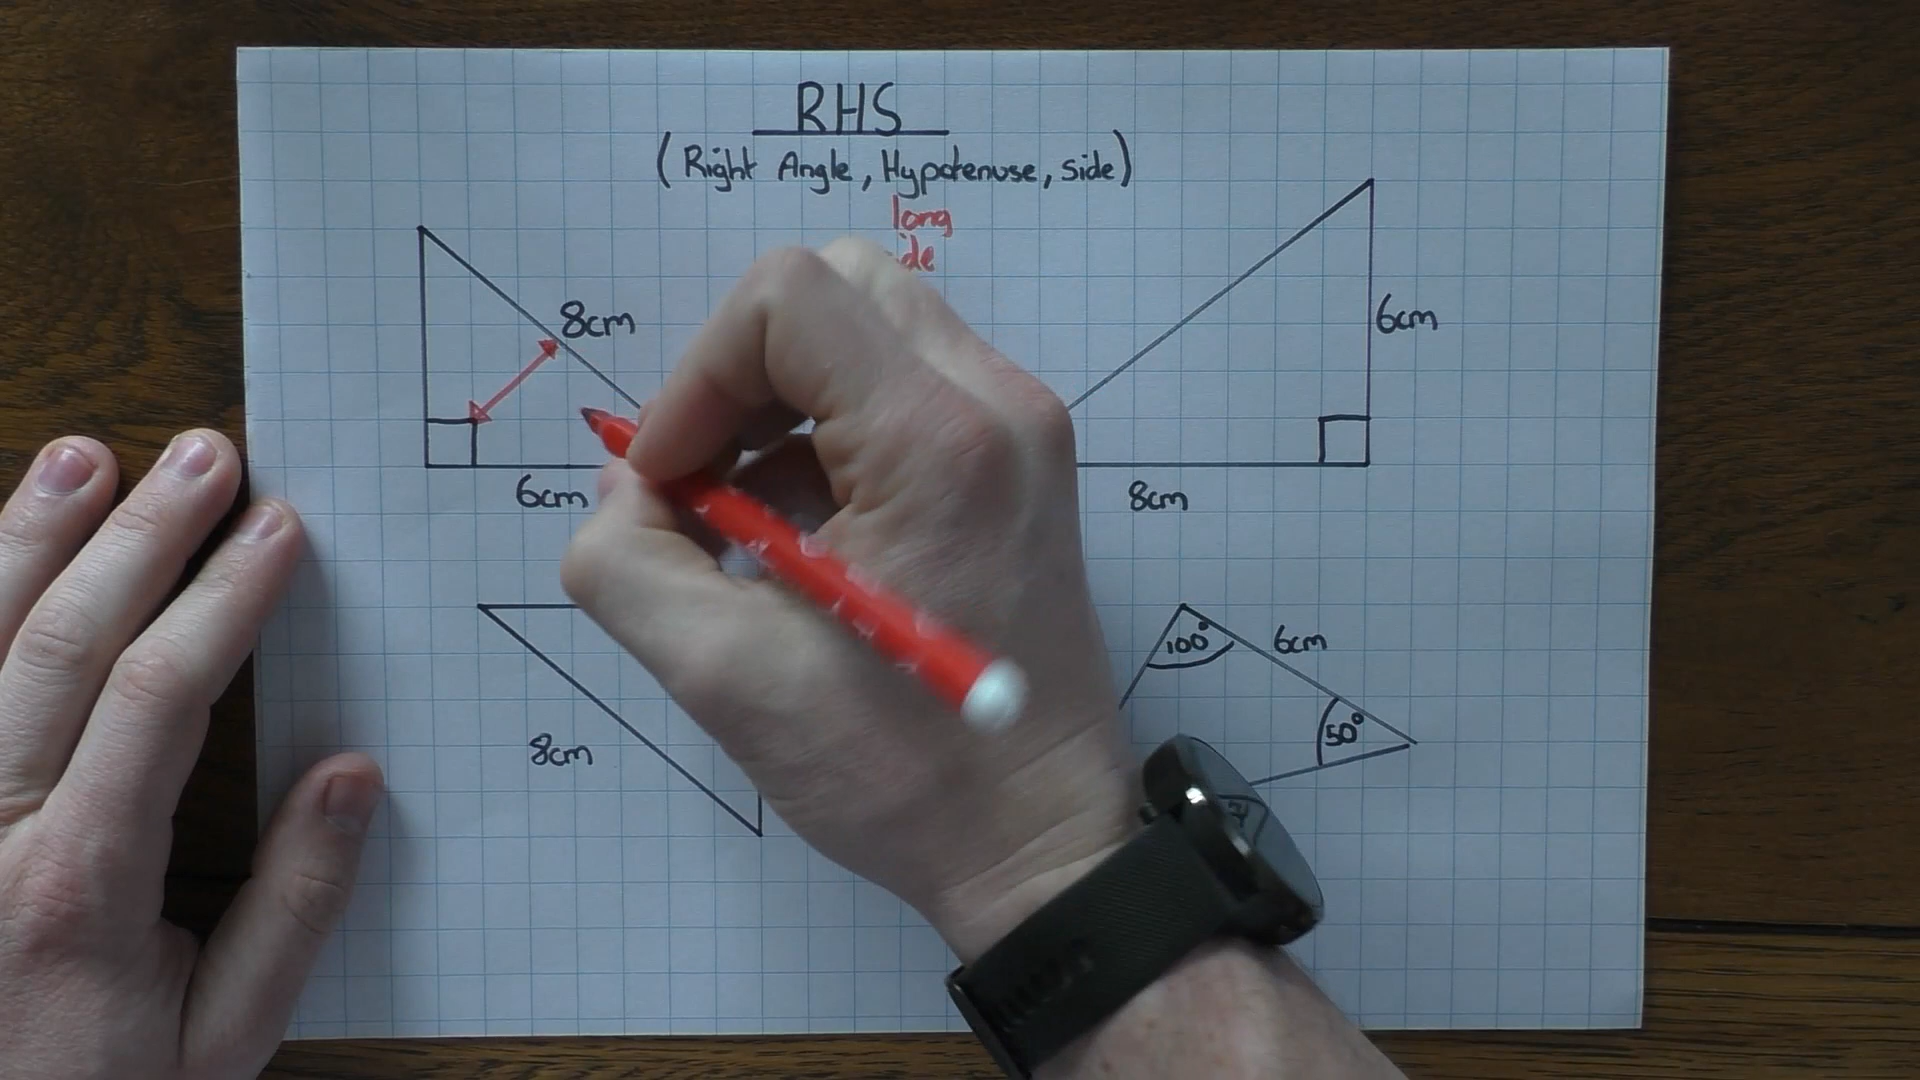 RHS
(Right Angle, Hypotenuse, side)
long
8cm
6cm
6cm
8cm
100°
6cm
50°
8cm